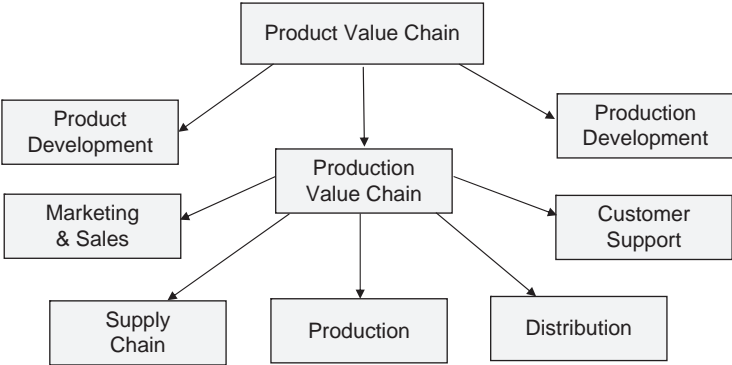 Product Value Chain
Product
Development
Production
Development
Production
Value Chain
Marketing
& Sales
Customer
Support
Supply
Chain
Production
Distribution